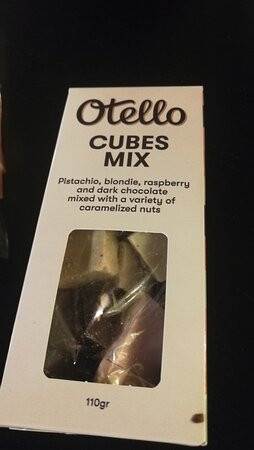 Otello
CUBES
MIX
Pistachio, blondie, raspberry
and dark chocolate
mixed with a variety of
caramelized nuts
110gr